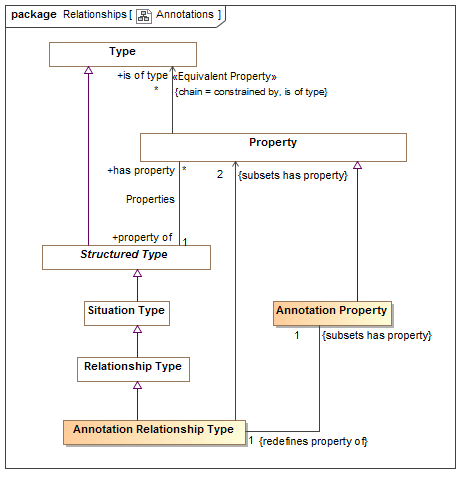 package Relationships [ Annotations ]
Type
+is of type «Equivalent Property»
* {chain = constrained by, is of type}
Property
+has property *
2 {subsets has property}
Properties
+property of 1
Structured Type
Situation Type
Annotation Property
1 {subsets has property}
Relationship Type
Annotation Relationship Type
1 {redefines property of}